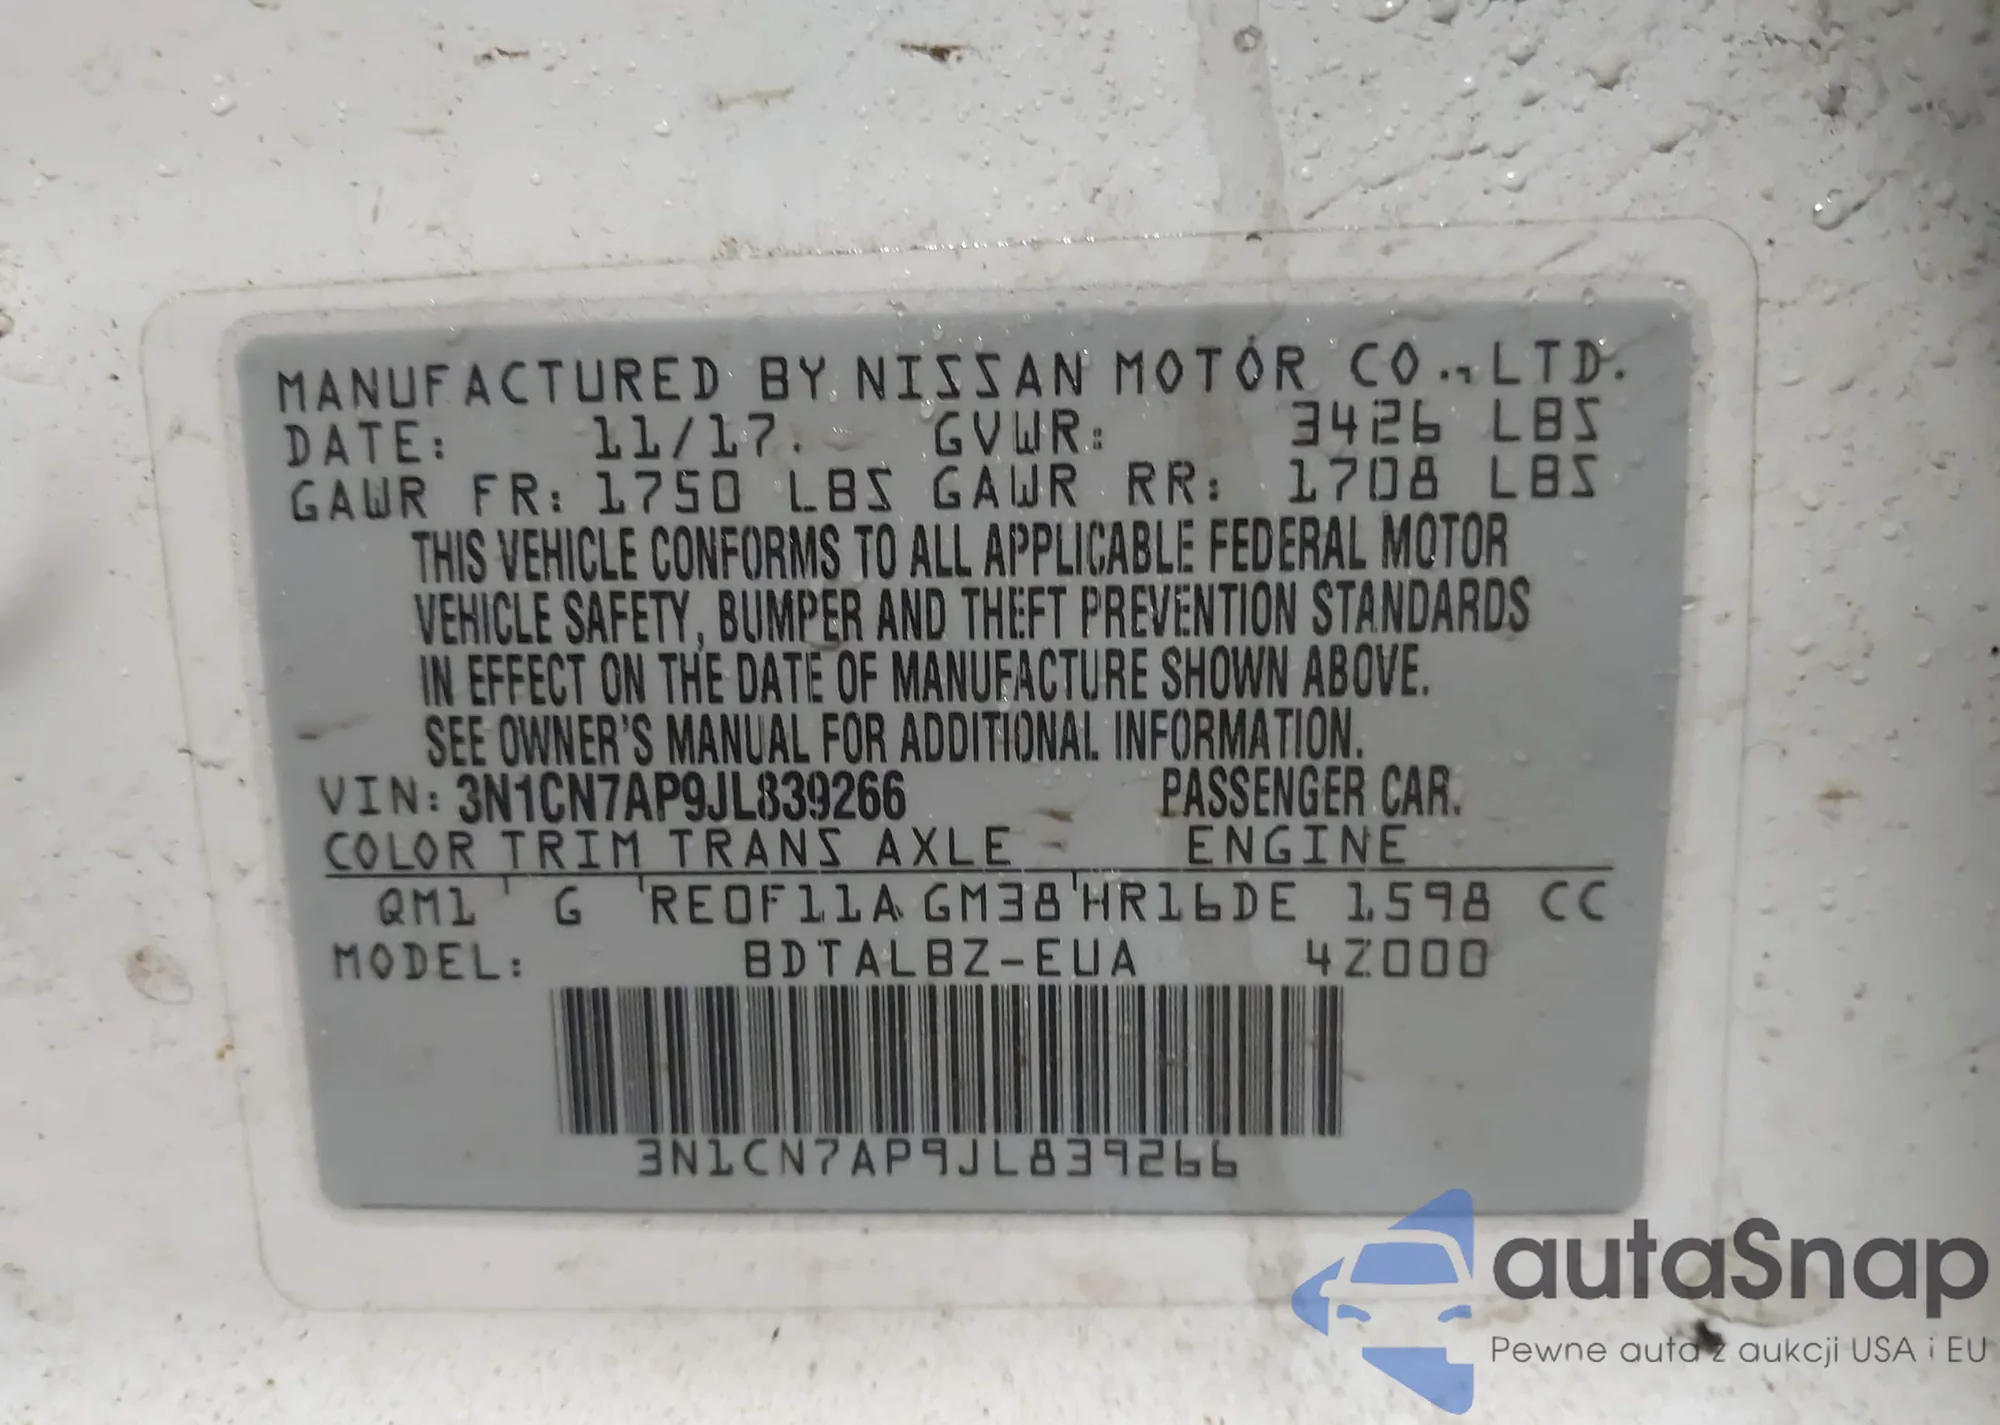 MANUFACTURED BY NISSAN MOTOR CO., LTD.
DATE: 11/17. GVWR: 3426 LBS
GAWR FR: 1750 LBS GAWR RR: 1708 LBS
THIS VEHICLE CONFORMS TO ALL APPLICABLE FEDERAL MOTOR
VEHICLE SAFETY, BUMPER AND THEFT PREVENTION STANDARDS
IN EFFECT ON THE DATE OF MANUFACTURE SHOWN ABOVE.
SEE OWNER'S MANUAL FOR ADDITIONAL INFORMATION.
VIN: 3N1CN7AP9JL839266 PASSENGER CAR.
COLOR TRIM TRANS AXLE ENGINE
QM1 G RE0F11A GM38 HR16DE 1598 CC
MODEL: BDTALBZ-EUA 4Z000
3N1CN7AP9JL839266
autaSnap
Pewne auta z aukcji USA i EU